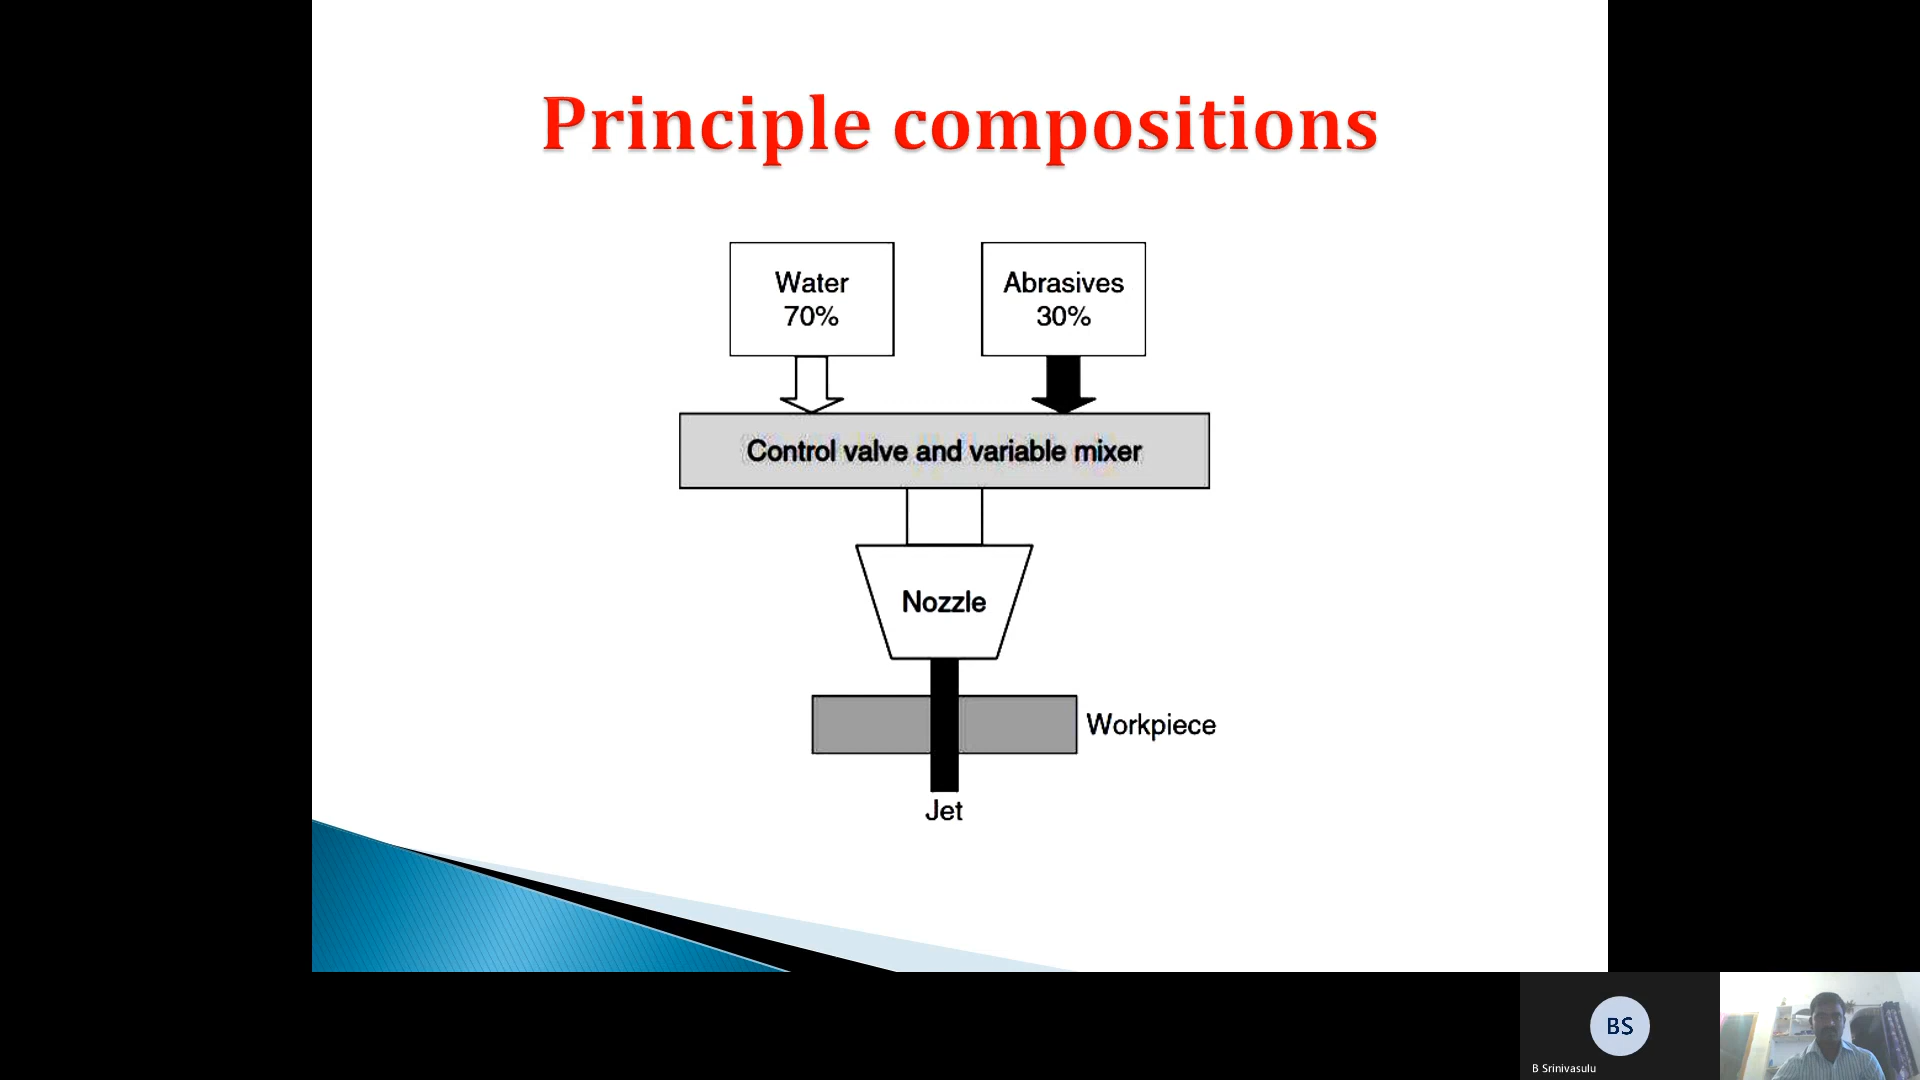 Principle compositions
Water
70%
Abrasives
30%
Control valve and variable mixer
Nozzle
Workpiece
Jet
BS
B Srinivasulu